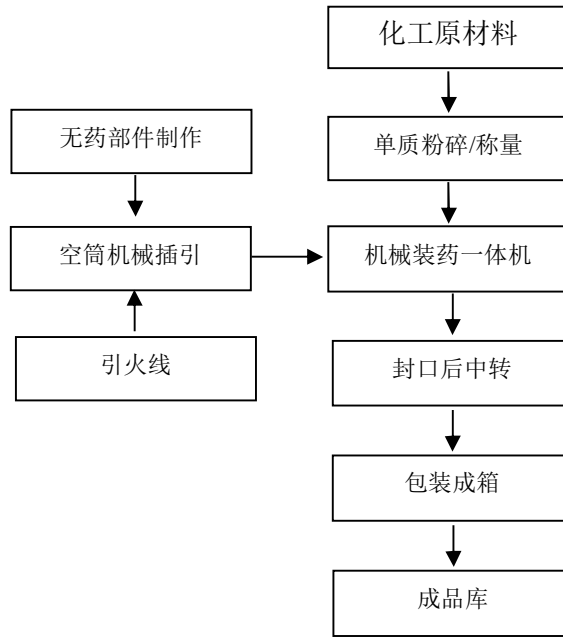 化工原材料
无药部件制作
单质粉碎/称量
空筒机械插引
机械装药一体机
引火线
封口后中转
包装成箱
成品库